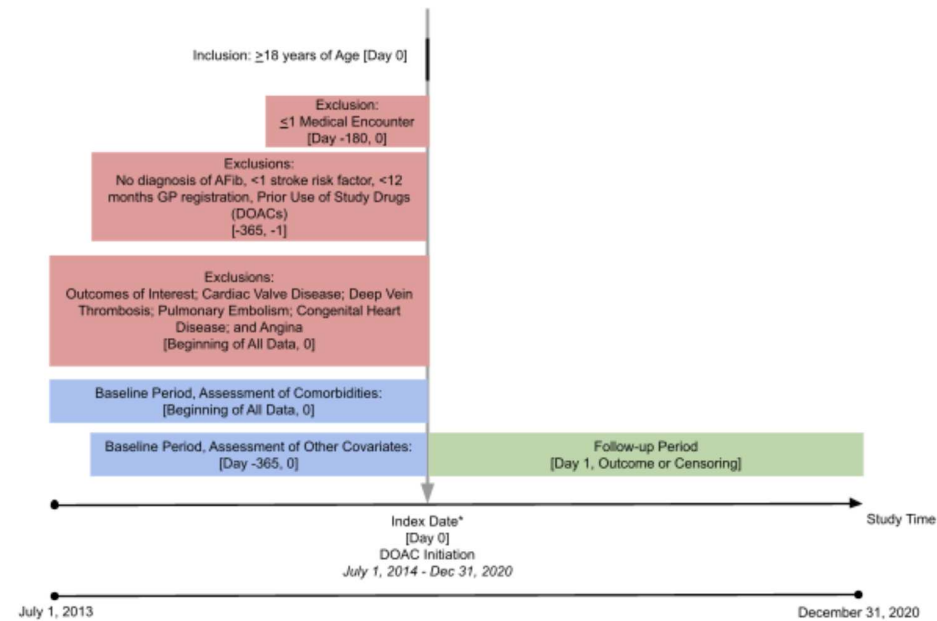 Inclusion: ≥18 years of Age [Day 0]
Exclusion:
≤1 Medical Encounter
[Day -180, 0]
Exclusions:
No diagnosis of AFib, <1 stroke risk factor, <12
months GP registration, Prior Use of Study Drugs
(DOACs)
[-365, -1]
Exclusions:
Outcomes of Interest; Cardiac Valve Disease; Deep Vein
Thrombosis; Pulmonary Embolism; Congenital Heart
Disease; and Angina
[Beginning of All Data, 0]
Baseline Period, Assessment of Comorbidities:
[Beginning of All Data, 0]
Baseline Period, Assessment of Other Covariates:
[Day -365, 0]
Follow-up Period
[Day 1, Outcome or Censoring]
Study Time
Index Date*
[Day 0]
DOAC Initiation
July 1, 2014 - Dec 31, 2020
July 1, 2013
December 31, 2020